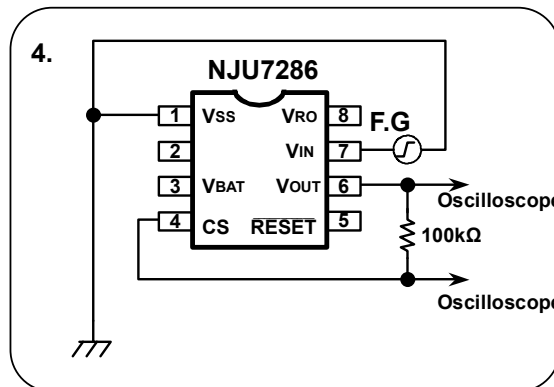 4.
NJU7286
F.G
1 VSS VRO 8
2 VIN 7
3 VBAT VOUT 6
4 CS RESET 5
Oscilloscope
100kΩ
Oscilloscope